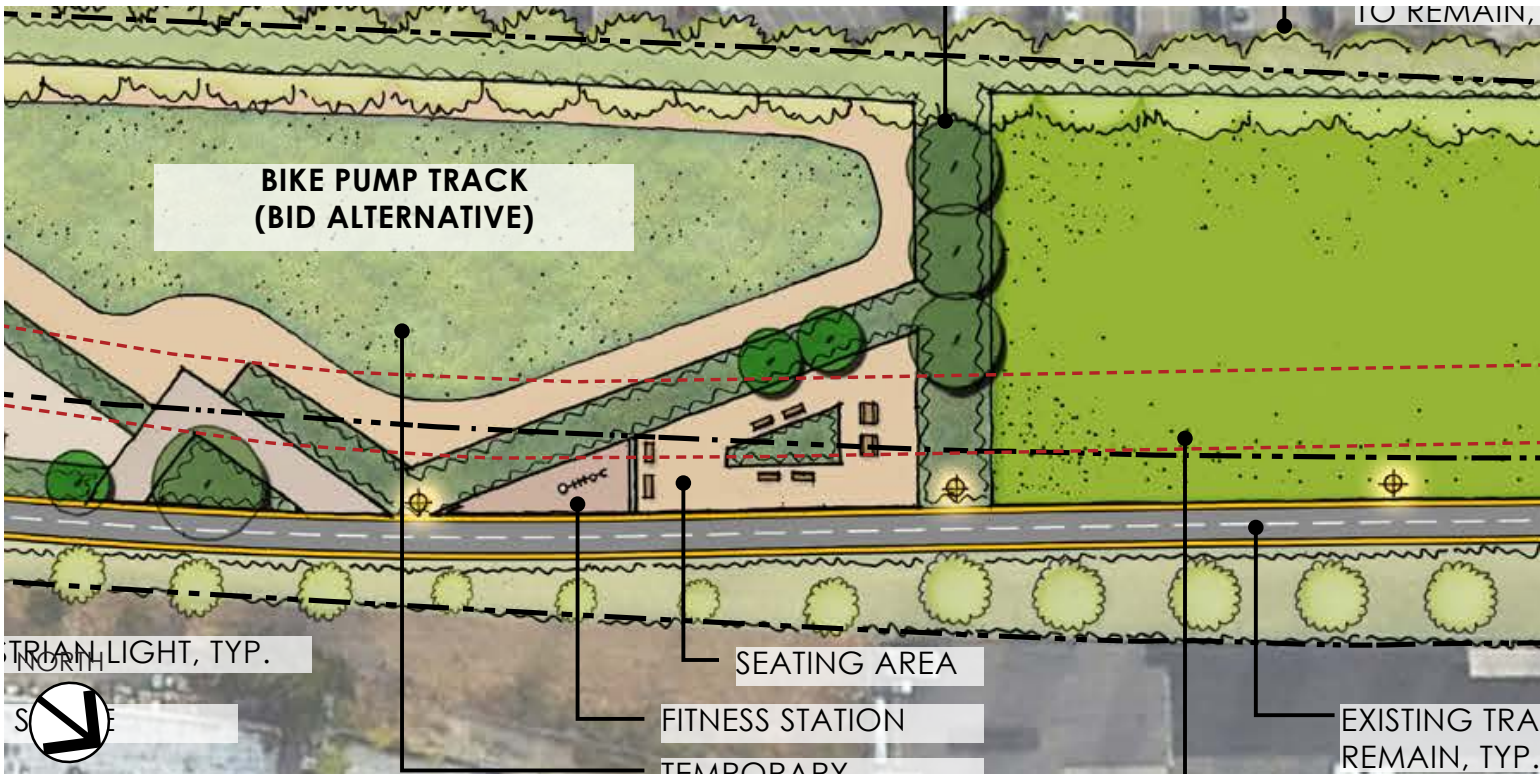 TO REMAIN,
BIKE PUMP TRACK
(BID ALTERNATIVE)
STRIAN LIGHT, TYP.
NORTH
SEATING AREA
FITNESS STATION
EXISTING TRA
REMAIN, TYP.
TEMPORARY